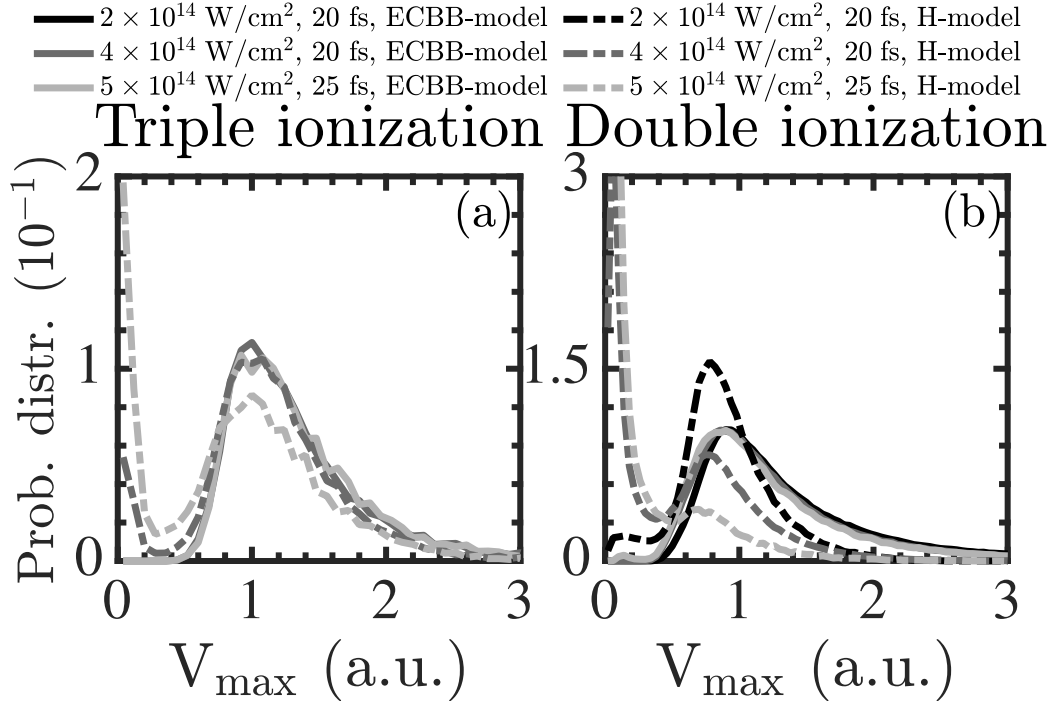 2 × 10¹⁴ W/cm², 20 fs, ECBB-model
4 × 10¹⁴ W/cm², 20 fs, ECBB-model
5 × 10¹⁴ W/cm², 25 fs, ECBB-model
2 × 10¹⁴ W/cm², 20 fs, H-model
4 × 10¹⁴ W/cm², 20 fs, H-model
5 × 10¹⁴ W/cm², 25 fs, H-model
Triple ionization
Double ionization
Prob. distr. (10⁻¹)
2
1
0
(a)
0 1 2 3
V_max (a.u.)
3
1.5
0
(b)
0 1 2 3
V_max (a.u.)